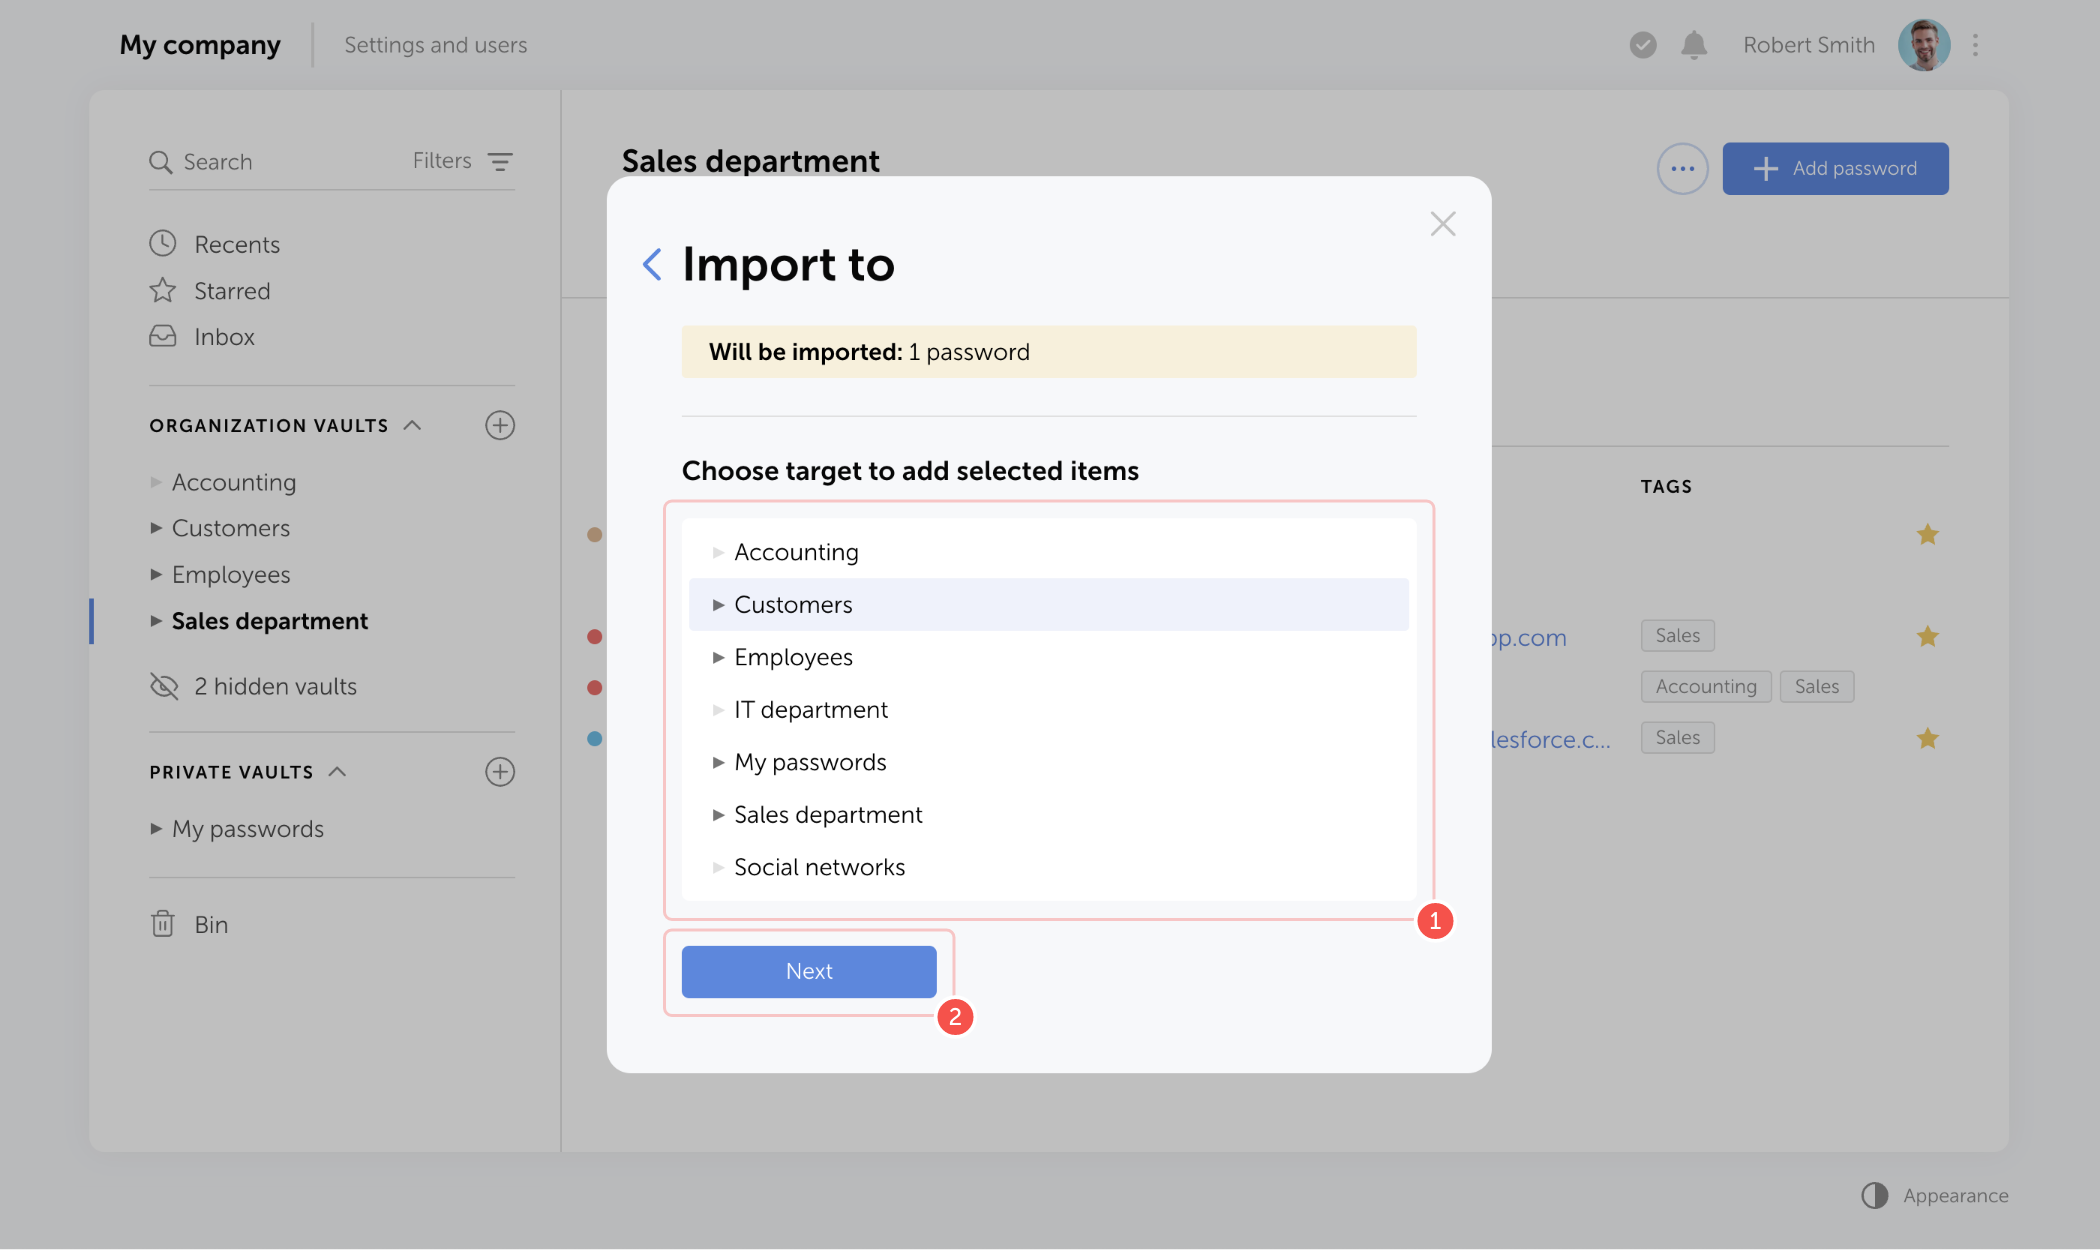 My company
Settings and users
Robert Smith
Search
Filters
Recents
Starred
Inbox
ORGANIZATION VAULTS
Accounting
Customers
Employees
Sales department
2 hidden vaults
PRIVATE VAULTS
My passwords
Bin
Sales department
Add password
Import to
Will be imported: 1 password
Choose target to add selected items
Accounting
Customers
Employees
IT department
My passwords
Sales department
Social networks
1
Next
2
TAGS
pp.com
Sales
Accounting
Sales
lesforce.c...
Sales
Appearance